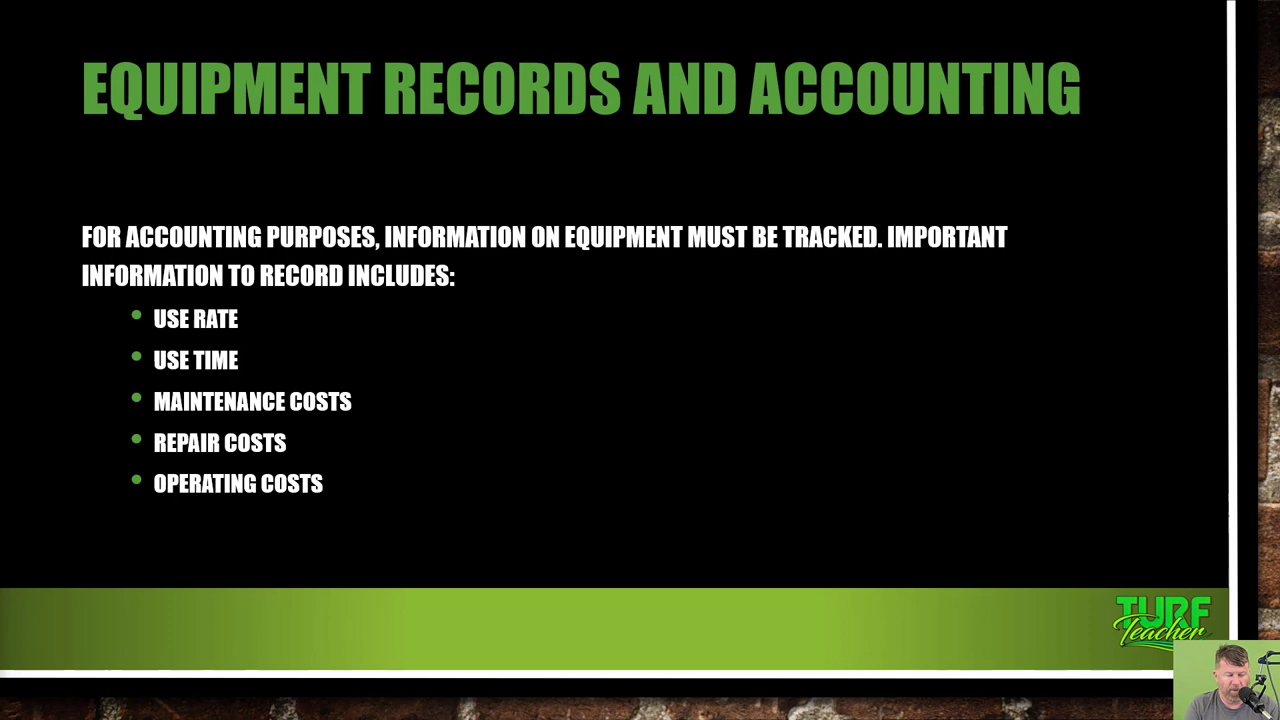 EQUIPMENT RECORDS AND ACCOUNTING
FOR ACCOUNTING PURPOSES, INFORMATION ON EQUIPMENT MUST BE TRACKED. IMPORTANT
INFORMATION TO RECORD INCLUDES:
• USE RATE
• USE TIME
• MAINTENANCE COSTS
• REPAIR COSTS
• OPERATING COSTS
TURF
Teacher